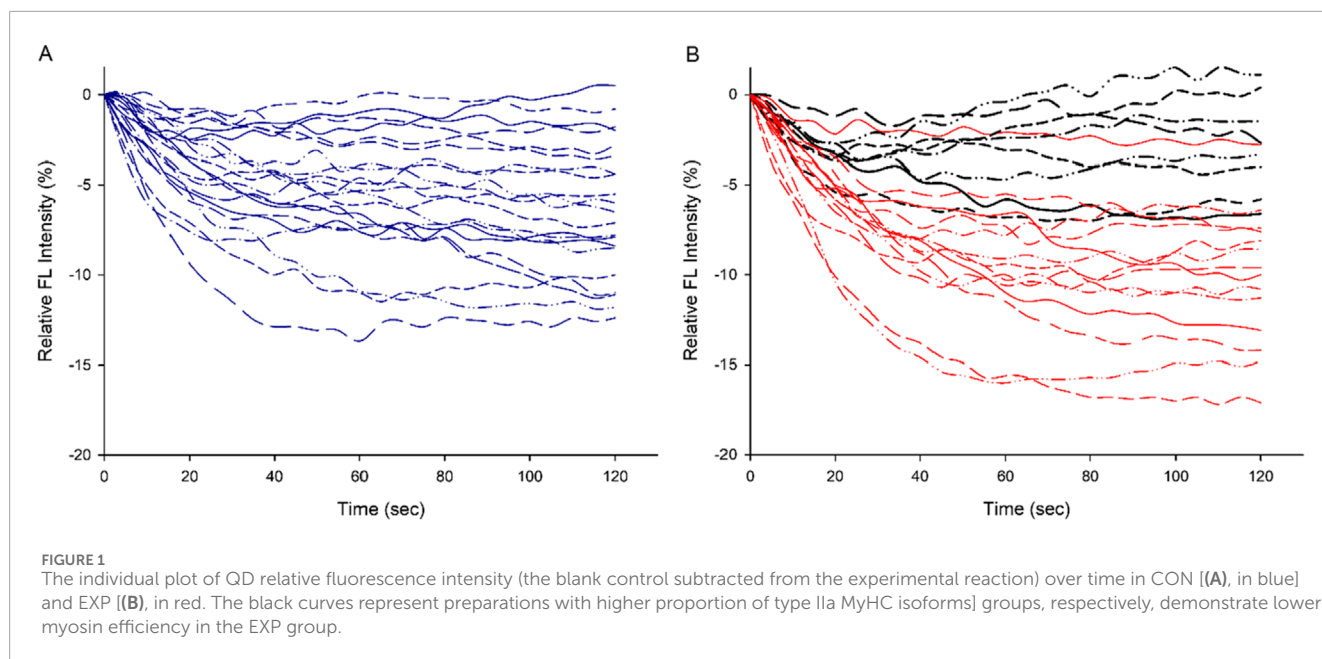 A
Relative FL Intensity (%)
0
-5
-10
-15
-20
0 20 40 60 80 100 120
Time (sec)
B
Relative FL Intensity (%)
0
-5
-10
-15
-20
0 20 40 60 80 100 120
Time (sec)
FIGURE 1
The individual plot of QD relative fluorescence intensity (the blank control subtracted from the experimental reaction) over time in CON [(A), in blue]
and EXP [(B), in red. The black curves represent preparations with higher proportion of type IIa MyHC isoforms] groups, respectively, demonstrate lower
myosin efficiency in the EXP group.